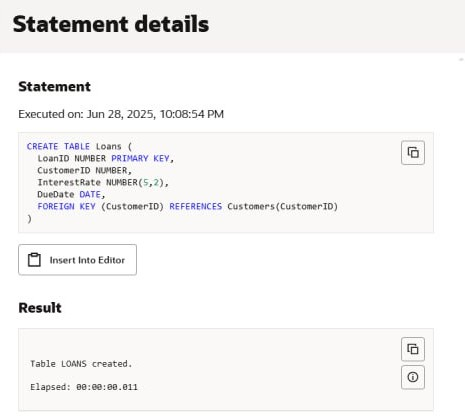 Statement details
Statement
Executed on: Jun 28, 2025, 10:08:54 PM
CREATE TABLE Loans (
  LoanID NUMBER PRIMARY KEY,
  CustomerID NUMBER,
  InterestRate NUMBER(5,2),
  DueDate DATE,
  FOREIGN KEY (CustomerID) REFERENCES Customers(CustomerID)
)
Insert Into Editor
Result
Table LOANS created.
Elapsed: 00:00:00.011